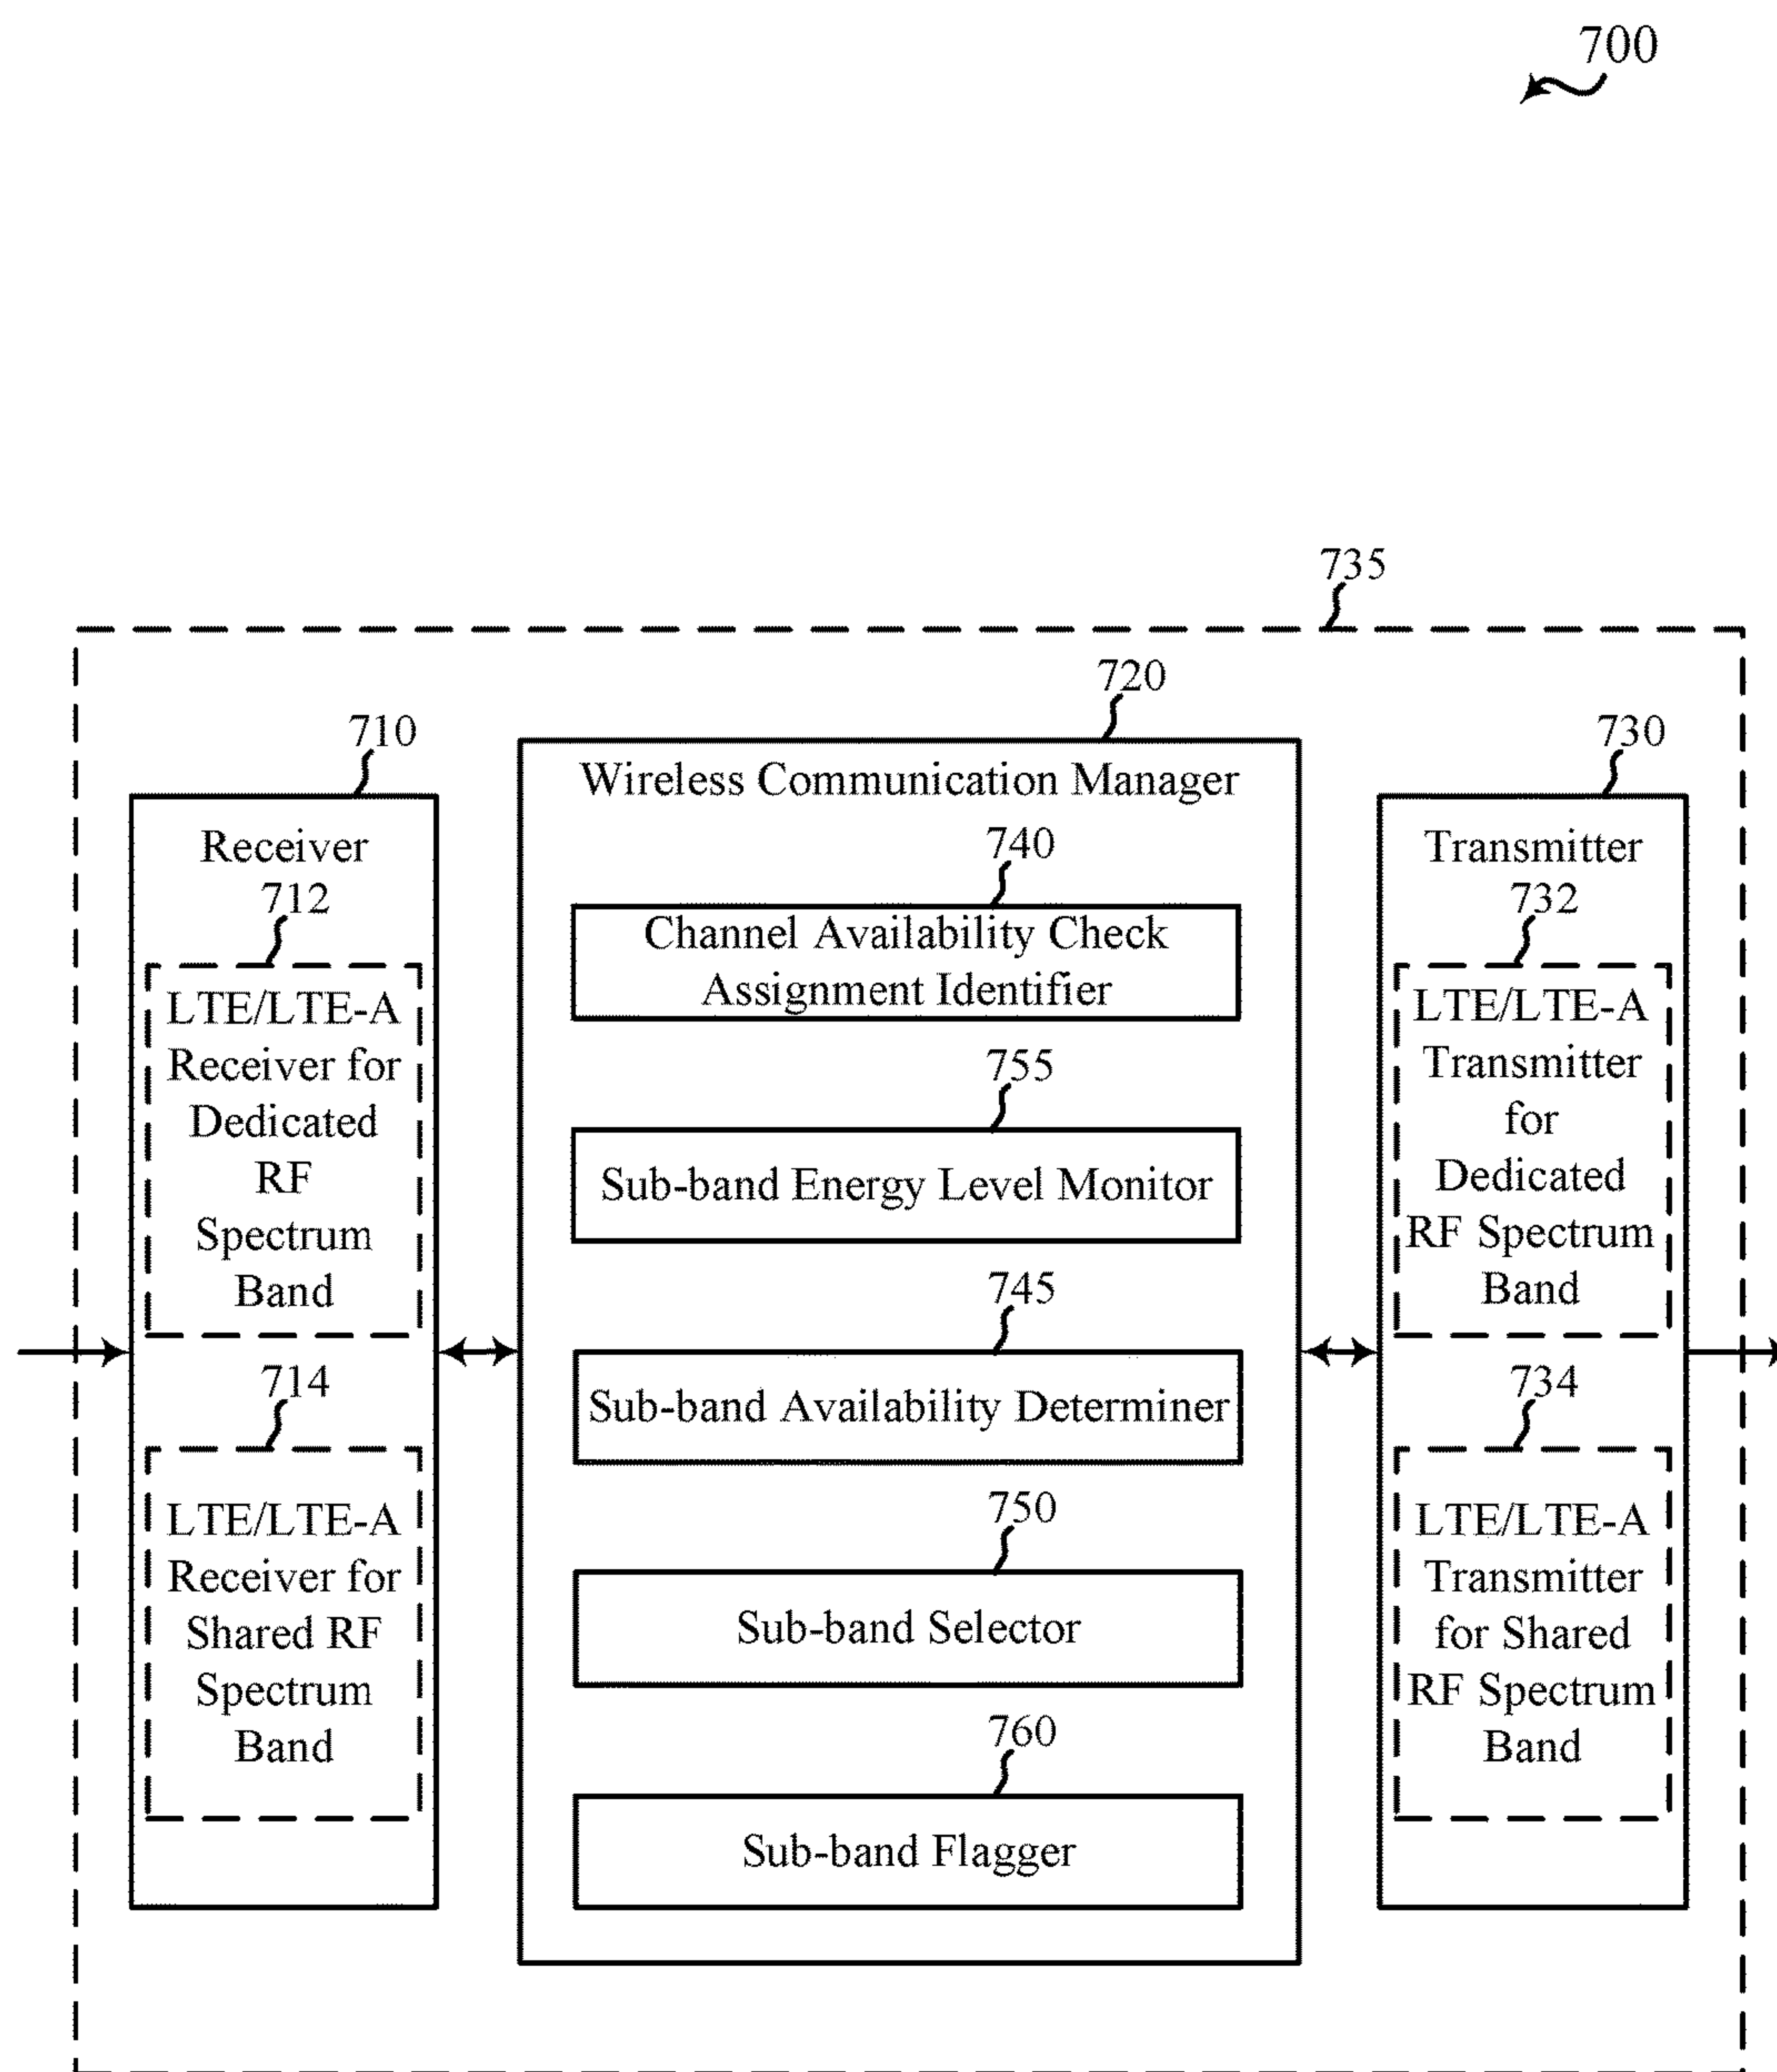 700
735
720
710
730
Wireless Communication Manager
Receiver
712
LTE/LTE-A
Receiver for
Dedicated
RF
Spectrum
Band
714
LTE/LTE-A
Receiver for
Shared RF
Spectrum
Band
740
Channel Availability Check
Assignment Identifier
755
Sub-band Energy Level Monitor
745
Sub-band Availability Determiner
750
Sub-band Selector
760
Sub-band Flagger
Transmitter
732
LTE/LTE-A
Transmitter
for
Dedicated
RF Spectrum
Band
734
LTE/LTE-A
Transmitter
for Shared
RF Spectrum
Band